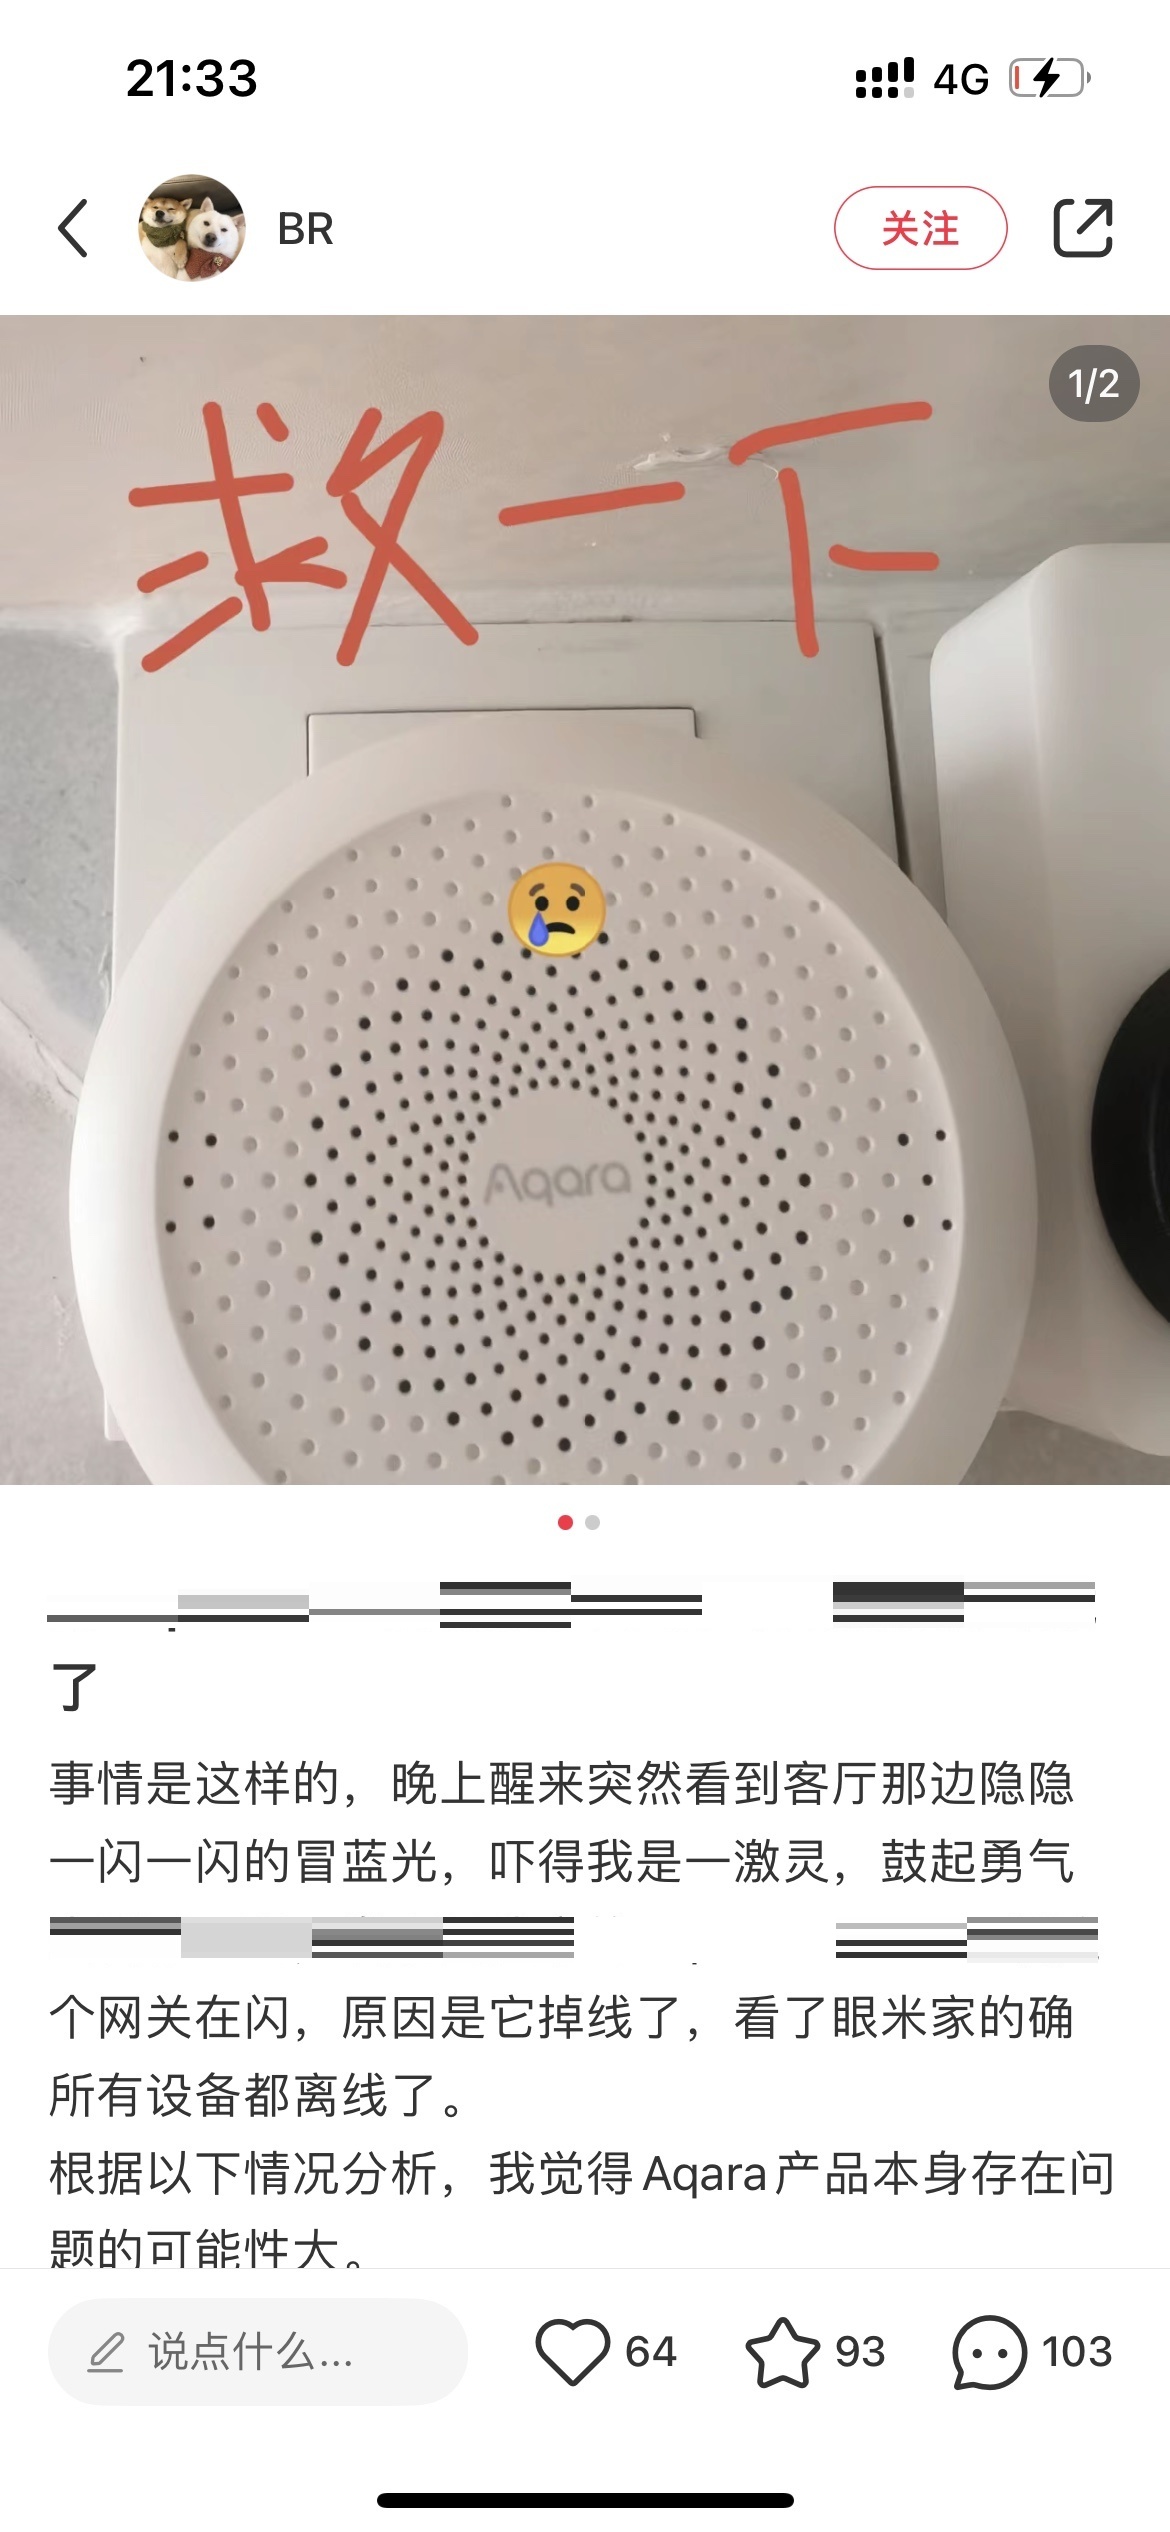 21:33
4G
BR
关注
1/2
救一下
Aqara
了
事情是这样的，晚上醒来突然看到客厅那边隐隐
一闪一闪的冒蓝光，吓得我是一激灵，鼓起勇气
个网关在闪，原因是它掉线了，看了眼米家的确
所有设备都离线了。
根据以下情况分析，我觉得Aqara产品本身存在问
题的可能性大。
说点什么...
64
93
103